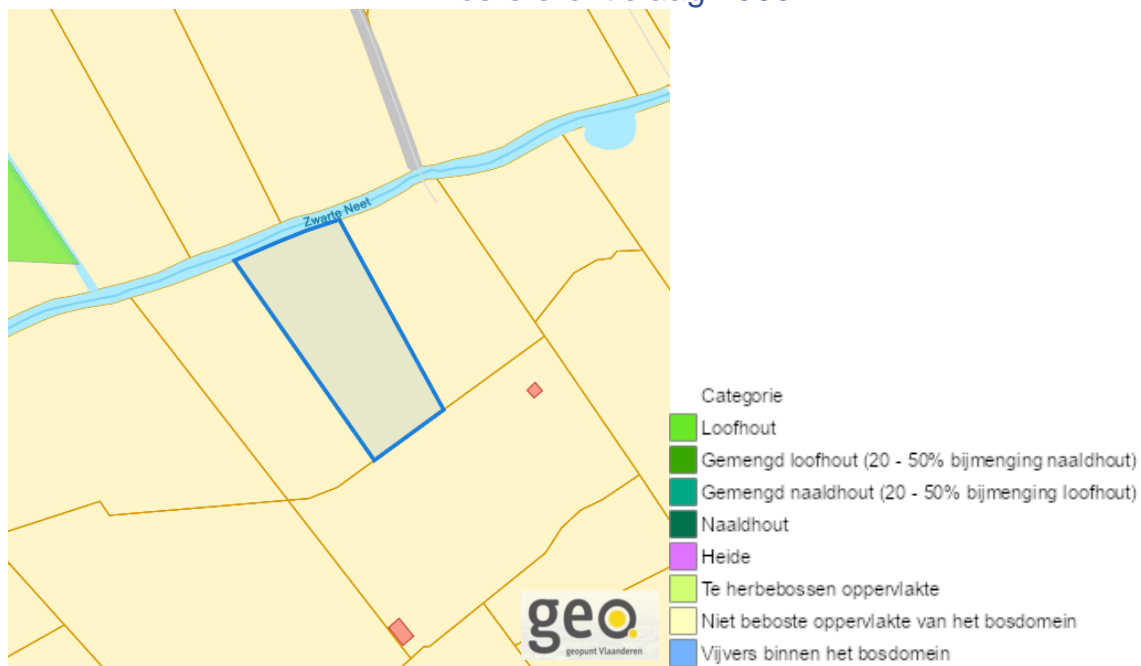 Zwarte Neet
Categorie
Loofhout
Gemengd loofhout (20 - 50% bijmenging naaldhout)
Gemengd naaldhout (20 - 50% bijmenging loofhout)
Naaldhout
Heide
Te herbebossen oppervlakte
Niet beboste oppervlakte van het bosdomein
Vijvers binnen het bosdomein
geo
geopunt Vlaanderen